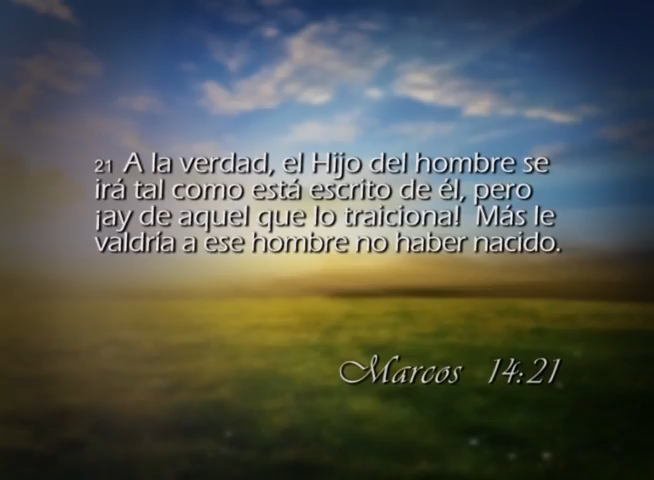 21 A la verdad, el Hijo del hombre se
irá tal como está escrito de él, pero
¡ay de aquel que lo traiciona! Más le
valdría a ese hombre no haber nacido.
Marcos 14:21